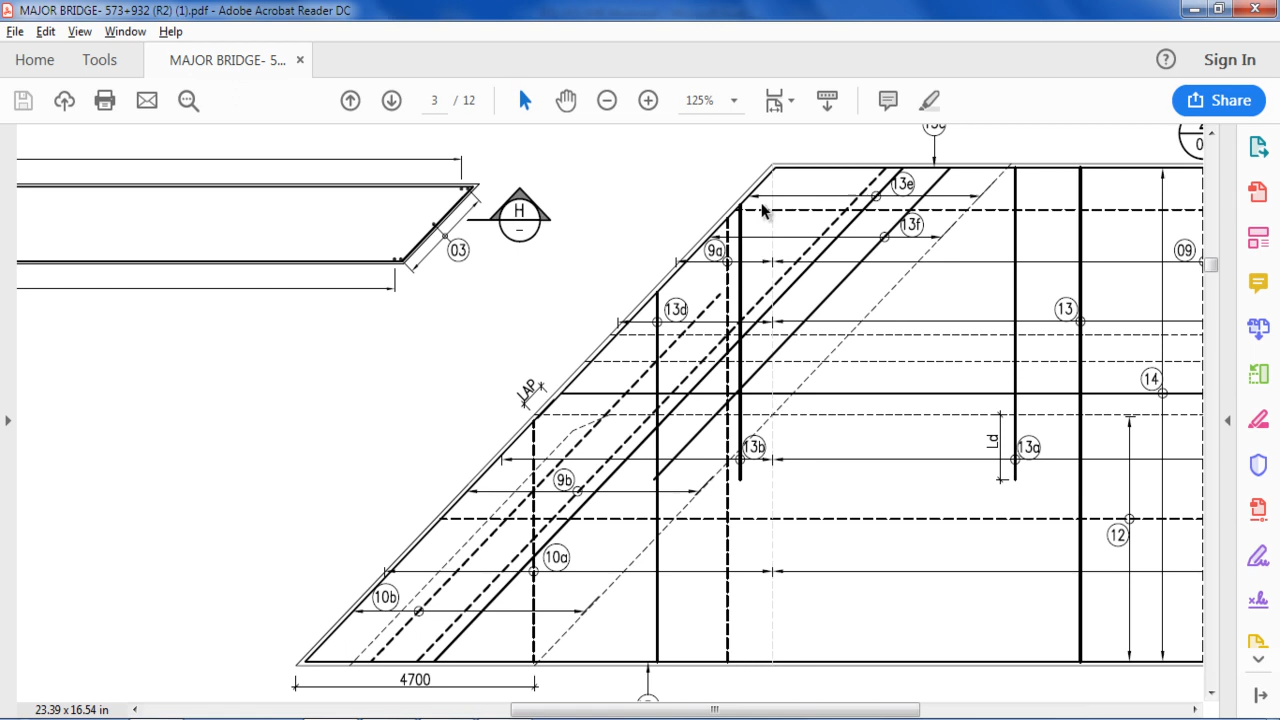 MAJOR BRIDGE- 573+932 (R2) (1).pdf - Adobe Acrobat Reader DC
File Edit View Window Help
Home Tools MAJOR BRIDGE- 5... × ? Sign In
3 / 12 125% Share
H
03
13e
13f
9a
09
13d
13
14
LAP
13b
Ld
13a
9b
12
10a
10b
4700
23.39 x 16.54 in